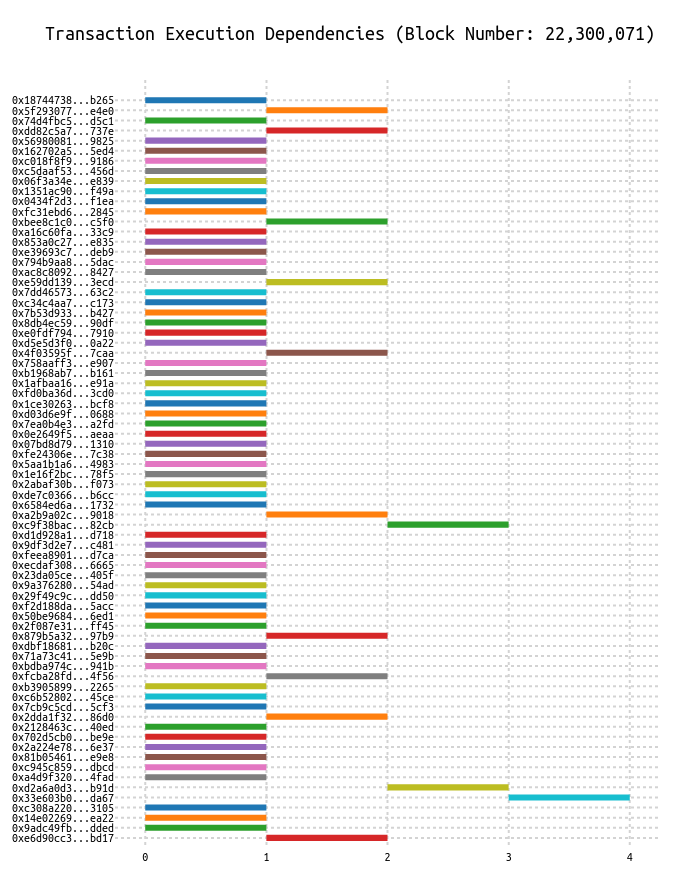 Transaction Execution Dependencies (Block Number: 22,300,071)
0x18744738...b265
0x5f293077...e4e0
0x74d4fbc5...d5c1
0xdd82c5a7...737e
0x56980081...9825
0x162702a5...5ed4
0xc018f8f9...9186
0xc5daaf53...456d
0x06f3a34e...e839
0x1351ac90...f49a
0x0434f2d3...f1ea
0xfc31ebd6...2845
0xbee8c1c0...c5f0
0xa16c60fa...33c9
0x853a0c27...e835
0xe39693c7...deb9
0x794b9aa8...5dac
0xac8c8092...8427
0xe59dd139...3ecd
0x7dd46573...63c2
0xc34c4aa7...c173
0x7b53d933...b427
0x8db4ec59...90df
0xe0fdf794...7910
0xd5e5d3f0...0a22
0x4f03595f...7caa
0x758aaff3...e907
0xb1968ab7...b161
0x1afbaa16...e91a
0xfd0ba36d...3cd0
0x1ce30263...bcf8
0xd03d6e9f...0688
0x7ea0b4e3...a2fd
0x0e2649f5...aeaa
0x07bd8d79...1310
0xfe24306e...7c38
0x5aa1b1a6...4983
0x1e16f2bc...78f5
0x2abaf30b...f073
0xde7c0366...b6cc
0x6584ed6a...1732
0xa2b9a02c...9018
0xc9f38bac...82cb
0xd1d928a1...d718
0x9df3d2e7...c481
0xfeea8901...d7ca
0xecdaf308...6665
0x23da05ce...405f
0x9a376280...54ad
0x29f49c9c...dd50
0xf2d188da...5acc
0x50be9684...6ed1
0x2f087e31...ff45
0x879b5a32...97b9
0xdbf18681...b20c
0x71a73c41...5e9b
0xbdba974c...941b
0xfcba28fd...4f56
0xb3905899...2265
0xc6b52802...45ce
0x7cb9c5cd...5cf3
0x2dda1f32...86d0
0x2128463c...40ed
0x702d5cb0...be9e
0x2a224e78...6e37
0x81b05461...e9e8
0xc945c859...dbcd
0xa4d9f320...4fad
0xd2a6a0d3...b91d
0x33e603b0...da67
0xc308a220...3105
0x14e02269...ea22
0x9adc49fb...dded
0xe6d90cc3...bd17
0 1 2 3 4